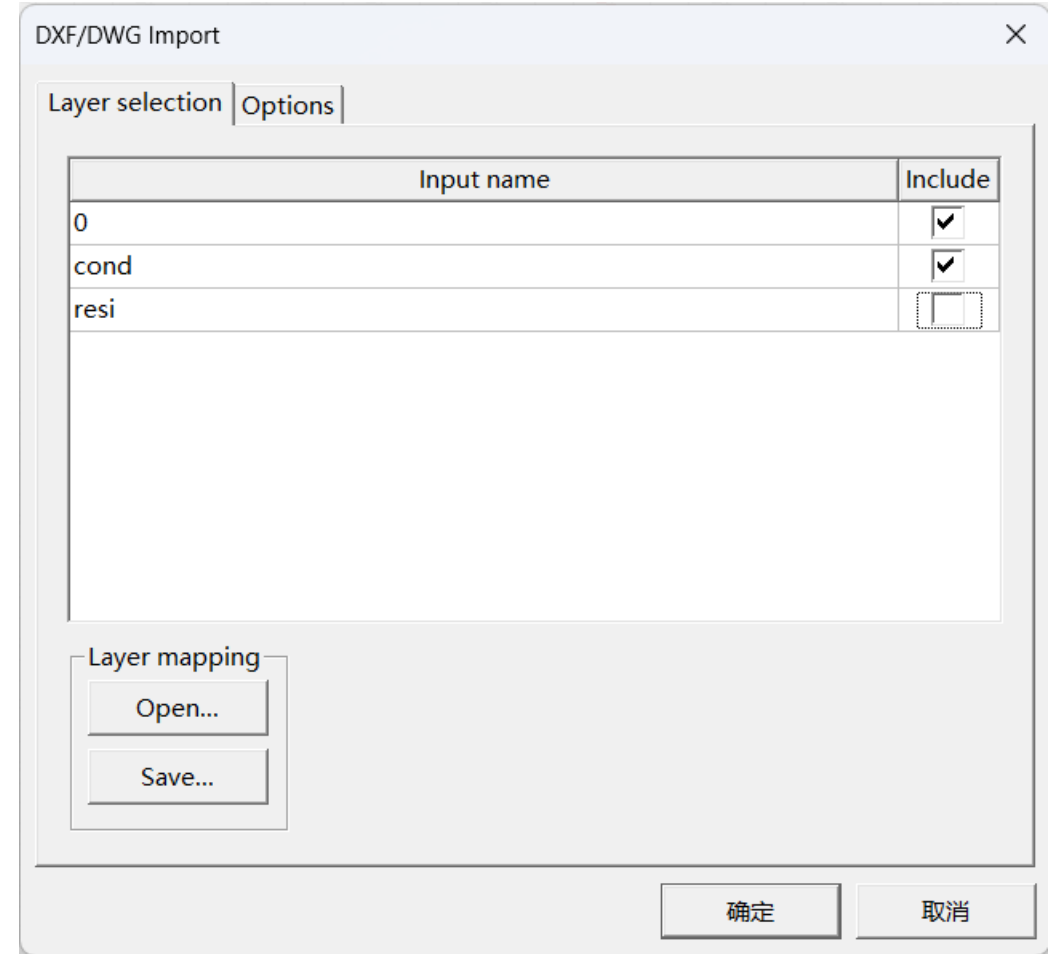 DXF/DWG Import
Layer selection Options
Input name Include
0
cond
resi
Layer mapping
Open...
Save...
确定 取消